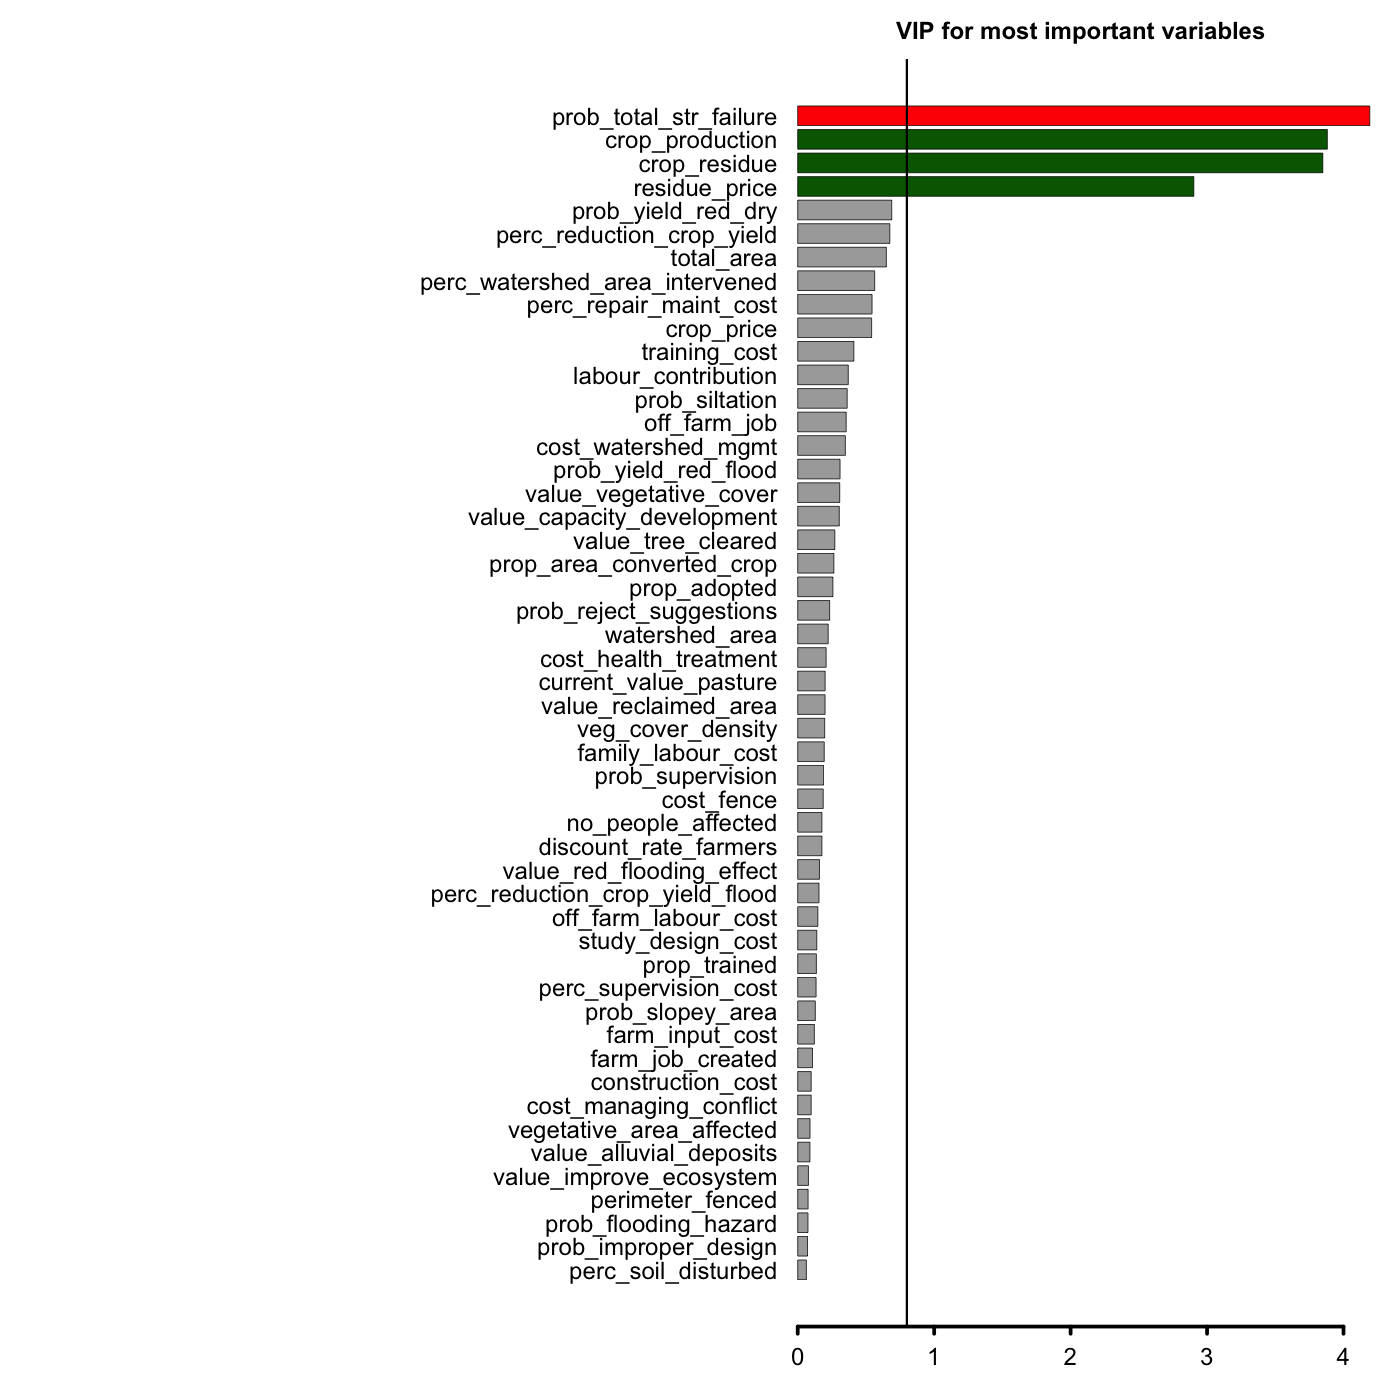 VIP for most important variables
prob_total_str_failure
crop_production
crop_residue
residue_price
prob_yield_red_dry
perc_reduction_crop_yield
total_area
perc_watershed_area_intervened
perc_repair_maint_cost
crop_price
training_cost
labour_contribution
prob_siltation
off_farm_job
cost_watershed_mgmt
prob_yield_red_flood
value_vegetative_cover
value_capacity_development
value_tree_cleared
prop_area_converted_crop
prop_adopted
prob_reject_suggestions
watershed_area
cost_health_treatment
current_value_pasture
value_reclaimed_area
veg_cover_density
family_labour_cost
prob_supervision
cost_fence
no_people_affected
discount_rate_farmers
value_red_flooding_effect
perc_reduction_crop_yield_flood
off_farm_labour_cost
study_design_cost
prop_trained
perc_supervision_cost
prob_slopey_area
farm_input_cost
farm_job_created
construction_cost
cost_managing_conflict
vegetative_area_affected
value_alluvial_deposits
value_improve_ecosystem
perimeter_fenced
prob_flooding_hazard
prob_improper_design
perc_soil_disturbed
0 1 2 3 4